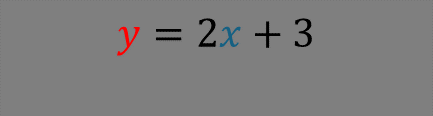 y = 2x + 3